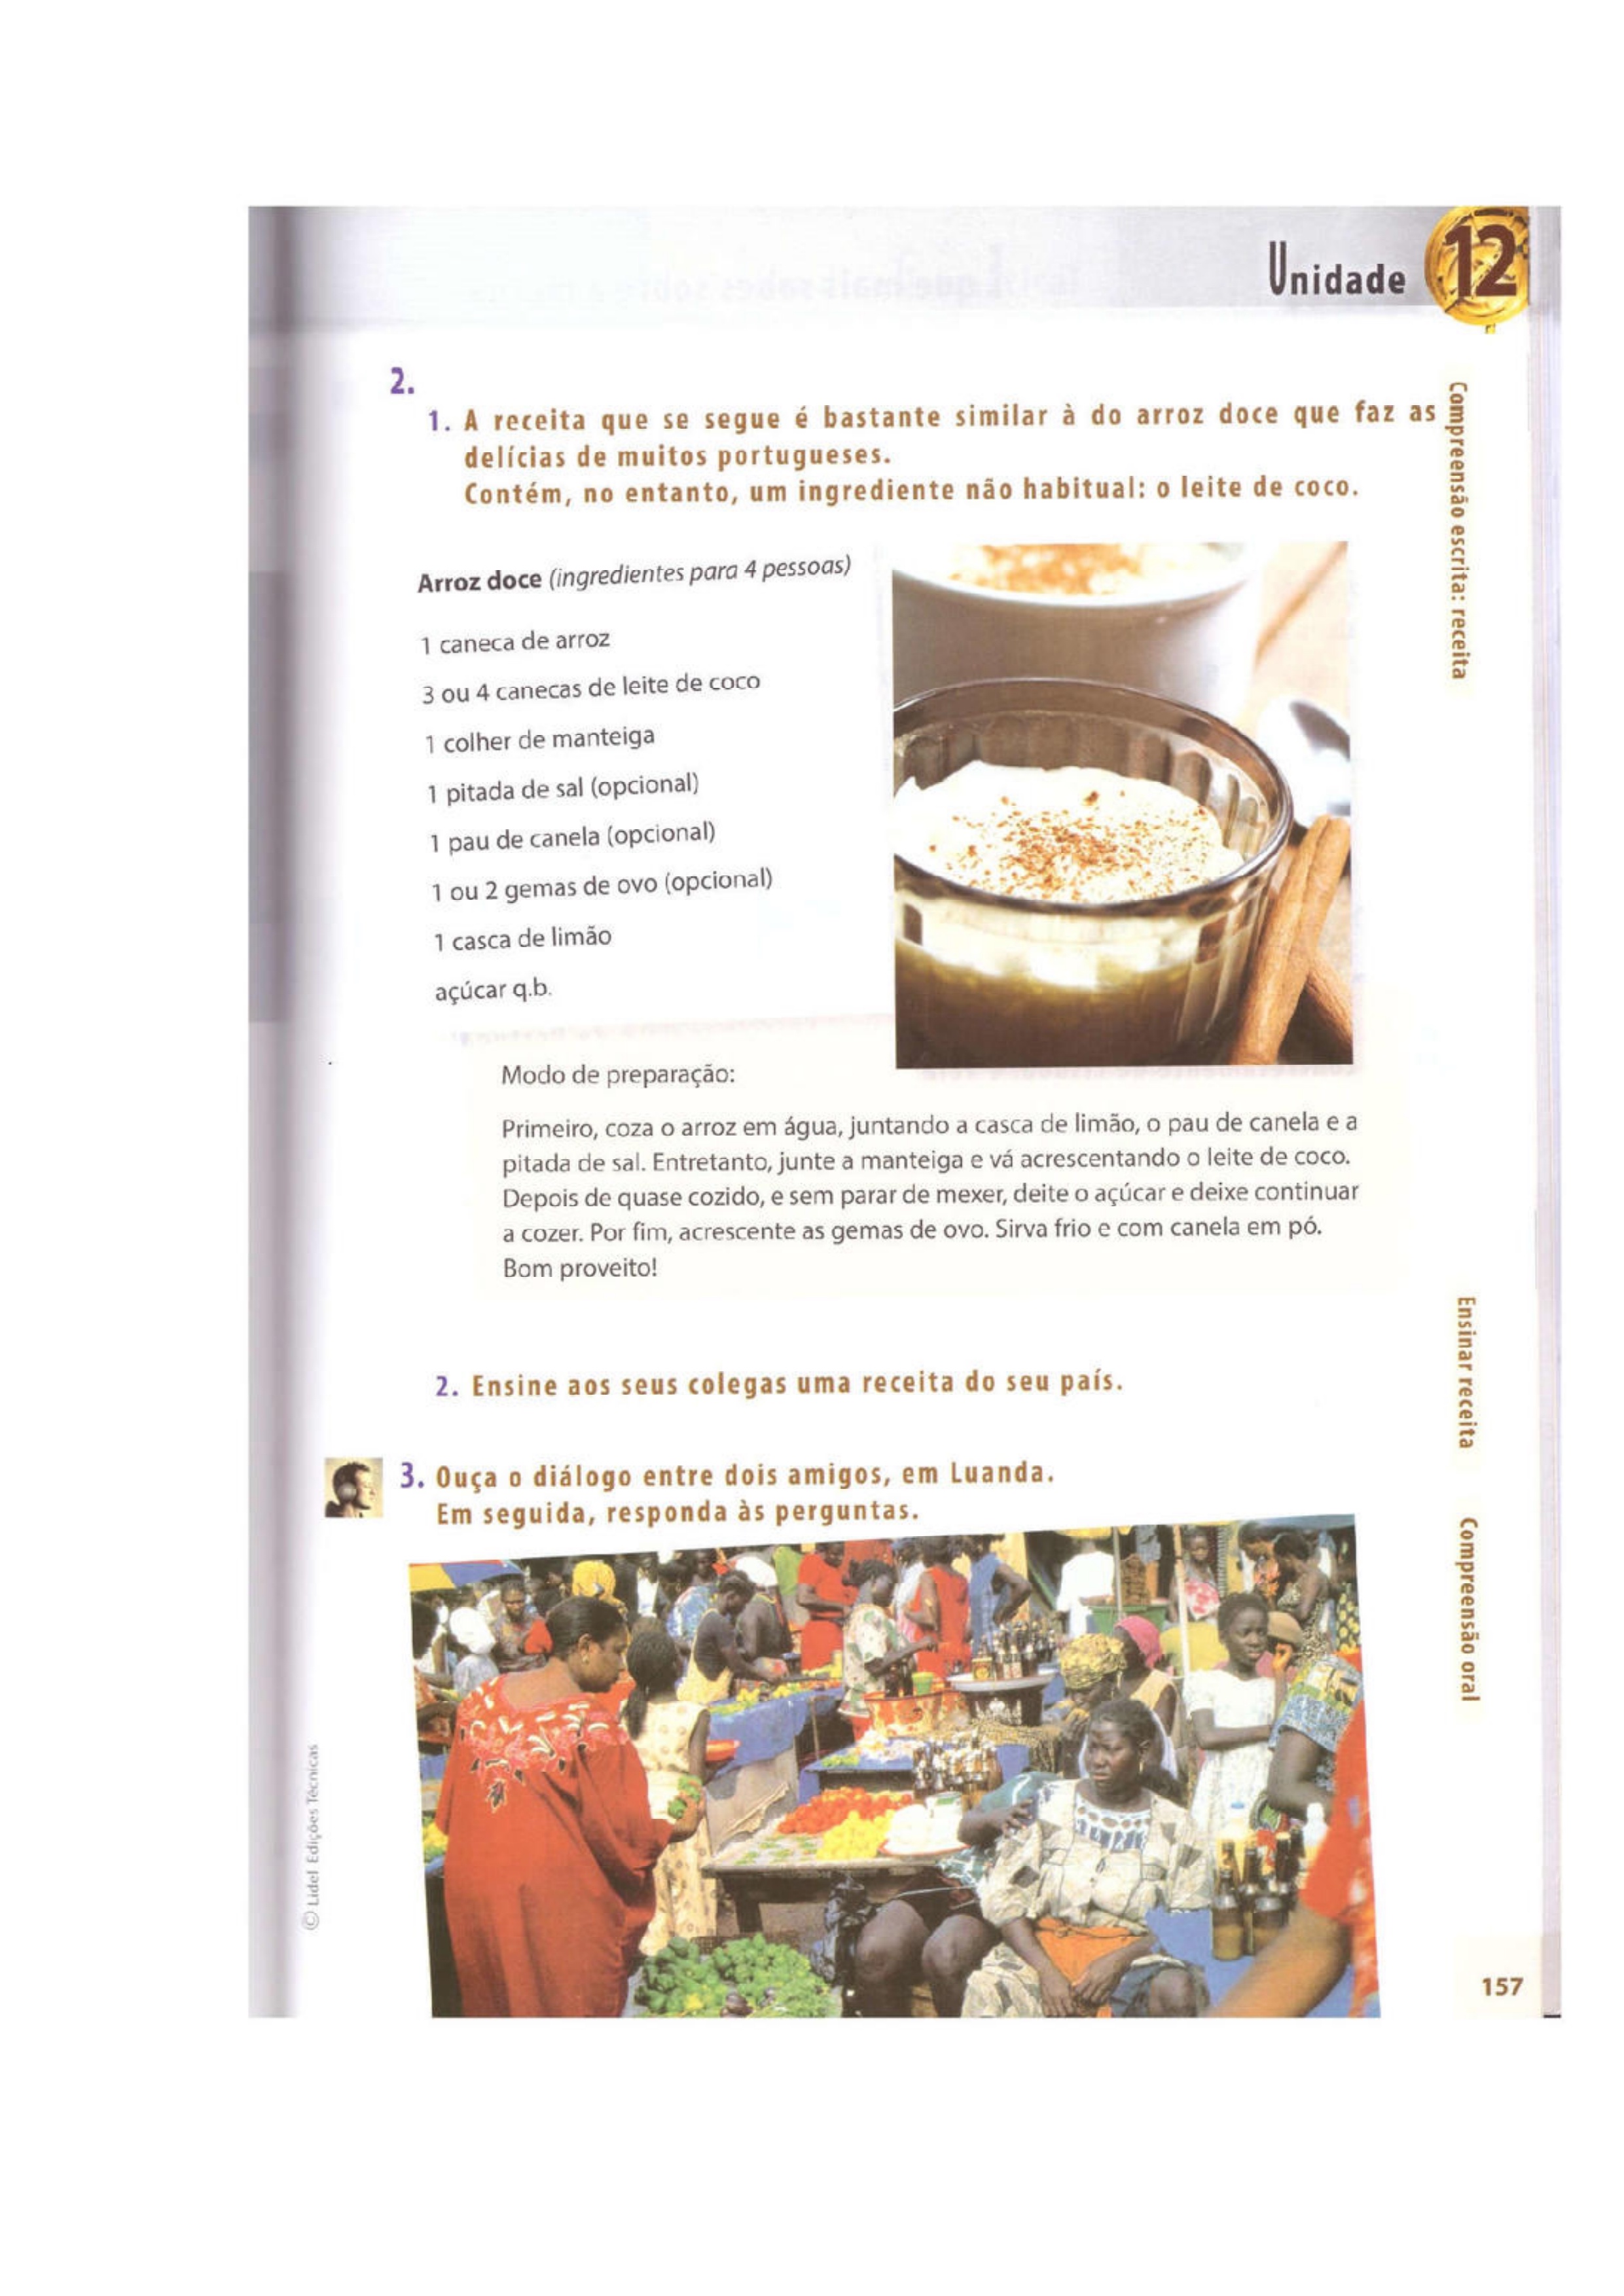 Unidade 12
2.
1. A receita que se segue é bastante similar à do arroz doce que faz as
delícias de muitos portugueses.
Contém, no entanto, um ingrediente não habitual: o leite de coco.
Compreensão escrita: receita
Arroz doce (ingredientes para 4 pessoas)
1 caneca de arroz
3 ou 4 canecas de leite de coco
1 colher de manteiga
1 pitada de sal (opcional)
1 pau de canela (opcional)
1 ou 2 gemas de ovo (opcional)
1 casca de limão
açúcar q.b.
Modo de preparação:
Primeiro, coza o arroz em água, juntando a casca de limão, o pau de canela e a
pitada de sal. Entretanto, junte a manteiga e vá acrescentando o leite de coco.
Depois de quase cozido, e sem parar de mexer, deite o açúcar e deixe continuar
a cozer. Por fim, acrescente as gemas de ovo. Sirva frio e com canela em pó.
Bom proveito!
2. Ensine aos seus colegas uma receita do seu país.
Ensinar receita
3. Ouça o diálogo entre dois amigos, em Luanda.
Em seguida, responda às perguntas.
Compreensão oral
© Lidel Edições Técnicas
157